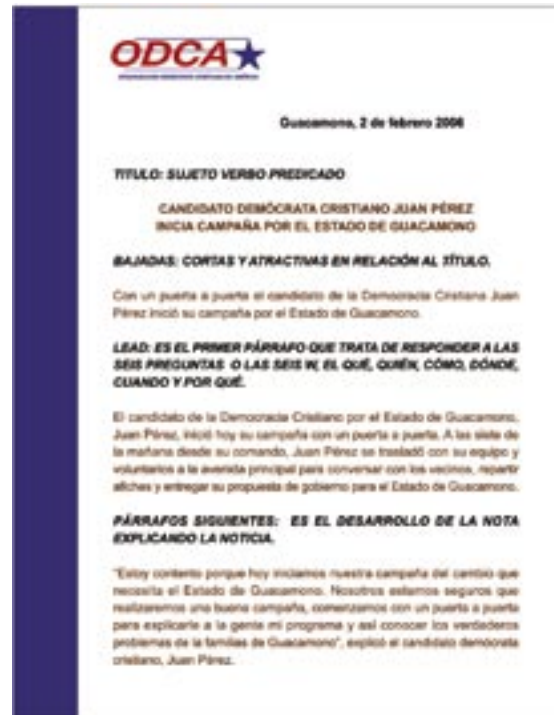 ODCA
Guacamono, 2 de febrero 2006
TITULO: SUJETO VERBO PREDICADO
CANDIDATO DEMÓCRATA CRISTIANO JUAN PÉREZ
INICIA CAMPAÑA POR EL ESTADO DE GUACAMONO
BAJADAS: CORTAS Y ATRACTIVAS EN RELACIÓN AL TÍTULO.
Con un puerta a puerta el candidato de la Democracia Cristiana Juan
Pérez inició su campaña por el Estado de Guacamono.
LEAD: ES EL PRIMER PÁRRAFO QUE TRATA DE RESPONDER A LAS
SEIS PREGUNTAS O LAS SEIS W, EL QUÉ, QUIÉN, CÓMO, DÓNDE,
CUANDO Y POR QUÉ.
El candidato de la Democracia Cristiano por el Estado de Guacamono,
Juan Pérez, inició hoy su campaña con un puerta a puerta. A las siete de
la mañana desde su comando, Juan Pérez se trasladó con su equipo y
voluntarios a la avenida principal para conversar con los vecinos, repartir
afiches y entregar su propuesta de gobierno para el Estado de Guacamono.
PÁRRAFOS SIGUIENTES: ES EL DESARROLLO DE LA NOTA
EXPLICANDO LA NOTICIA.
"Estoy contento porque hoy iniciamos nuestra campaña del cambio que
necesita el Estado de Guacamono. Nosotros estamos seguros que
realizaremos una buena campaña, comenzamos con un puerta a puerta
para explicarle a la gente mi programa y así conocer los verdaderos
problemas de la familias de Guacamono", explicó el candidato demócrata
cristiano, Juan Pérez.